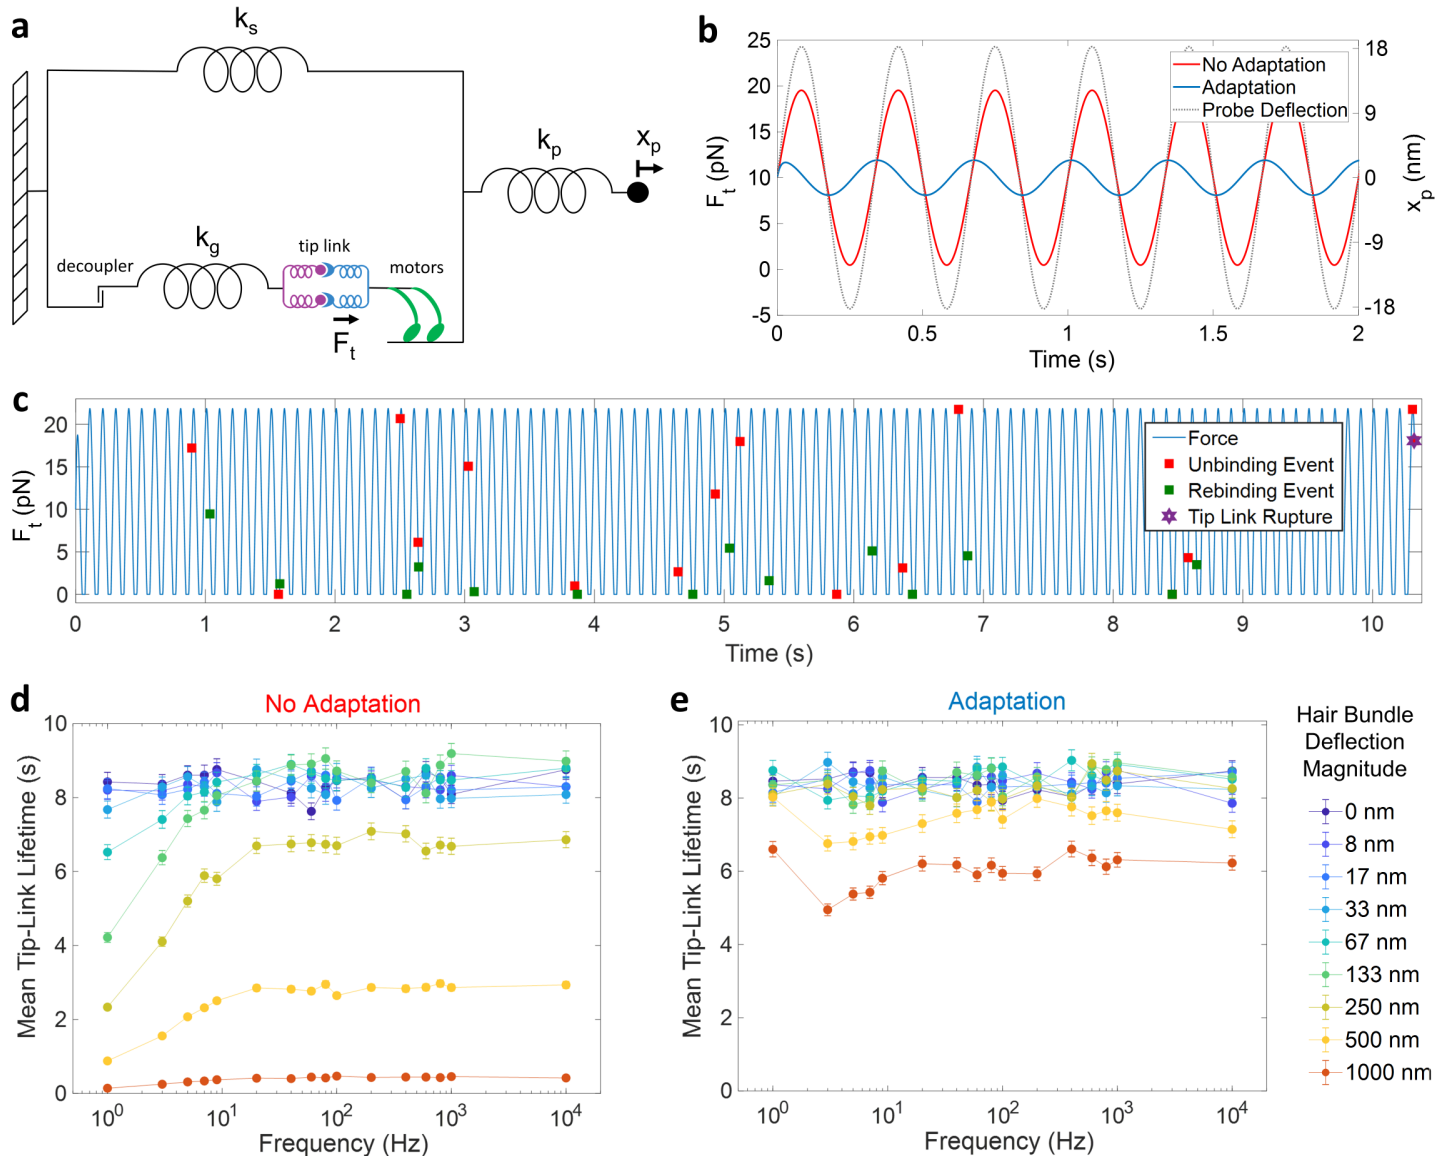 a
k_s
k_p
x_p
k_g
tip link
decoupler
motors
F_t
b
25
20
15
10
5
0
-5
F_t (pN)
18
9
0
-9
-18
x_p (nm)
No Adaptation
Adaptation
Probe Deflection
0 0.5 1 1.5 2
Time (s)
c
20
15
10
5
0
F_t (pN)
Force
Unbinding Event
Rebinding Event
Tip Link Rupture
0 1 2 3 4 5 6 7 8 9 10
Time (s)
d
No Adaptation
10
8
6
4
2
0
Mean Tip-Link Lifetime (s)
10^0 10^1 10^2 10^3 10^4
Frequency (Hz)
e
Adaptation
10
8
6
4
2
0
Mean Tip-Link Lifetime (s)
10^0 10^1 10^2 10^3 10^4
Frequency (Hz)
Hair Bundle
Deflection
Magnitude
0 nm
8 nm
17 nm
33 nm
67 nm
133 nm
250 nm
500 nm
1000 nm